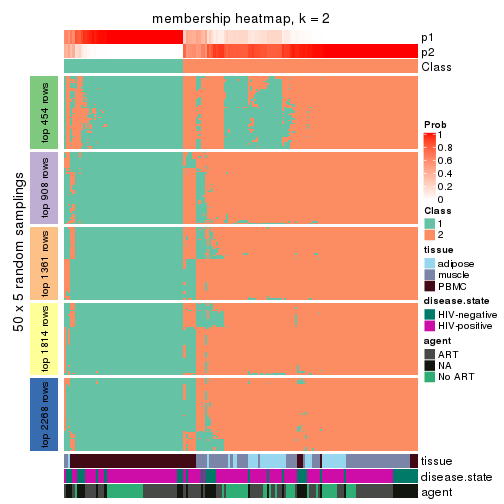 membership heatmap, k = 2
p1
p2
Class
50 x 5 random samplings
top 454 rows
top 908 rows
top 1361 rows
top 1814 rows
top 2268 rows
tissue
disease.state
agent
Prob
1
0.8
0.6
0.4
0.2
0
Class
1
2
tissue
adipose
muscle
PBMC
disease.state
HIV-negative
HIV-positive
agent
ART
NA
No ART